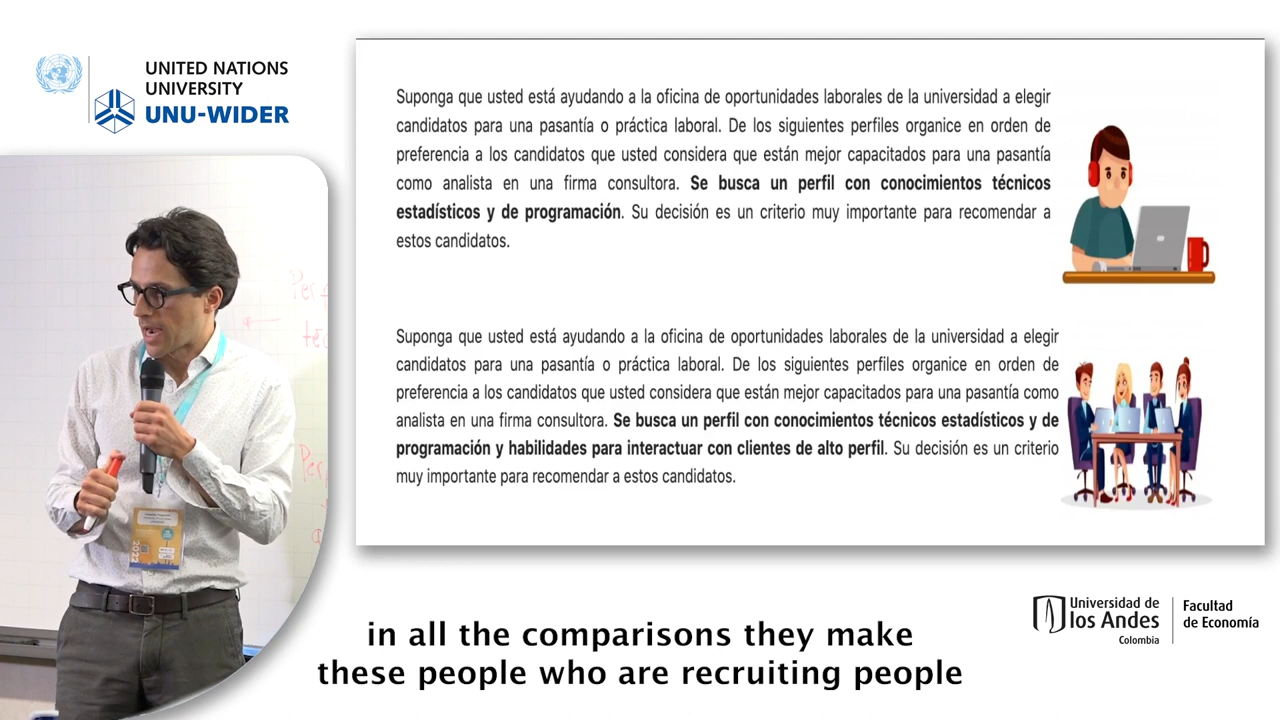 UNITED NATIONS
UNIVERSITY
UNU-WIDER
Suponga que usted está ayudando a la oficina de oportunidades laborales de la universidad a elegir
candidatos para una pasantía o práctica laboral. De los siguientes perfiles organice en orden de
preferencia a los candidatos que usted considera que están mejor capacitados para una pasantía
como analista en una firma consultora. Se busca un perfil con conocimientos técnicos
estadísticos y de programación. Su decisión es un criterio muy importante para recomendar a
estos candidatos.
Suponga que usted está ayudando a la oficina de oportunidades laborales de la universidad a elegir
candidatos para una pasantía o práctica laboral. De los siguientes perfiles organice en orden de
preferencia a los candidatos que usted considera que están mejor capacitados para una pasantía como
analista en una firma consultora. Se busca un perfil con conocimientos técnicos estadísticos y de
programación y habilidades para interactuar con clientes de alto perfil. Su decisión es un criterio
muy importante para recomendar a estos candidatos.
2022
Universidad de
los Andes
Colombia
Facultad
de Economía
in all the comparisons they make
these people who are recruiting people